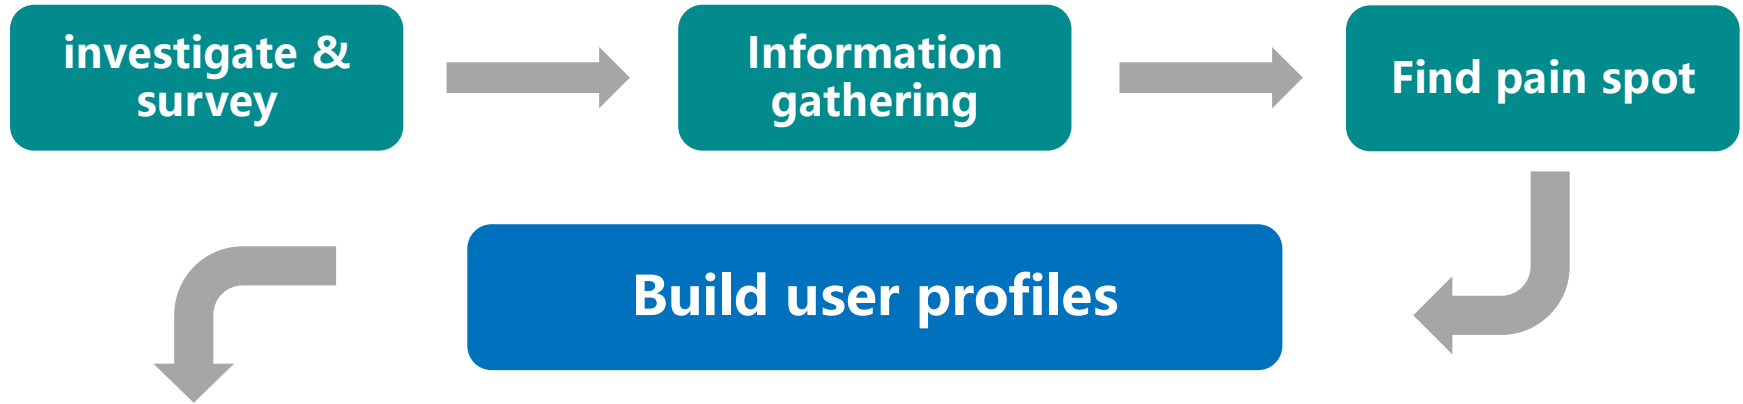 investigate &
survey
Information
gathering
Find pain spot
Build user profiles